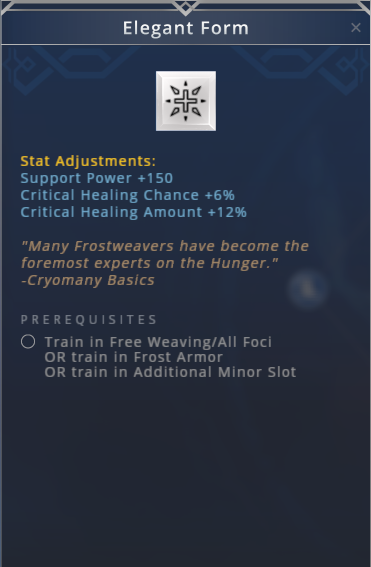 Elegant Form
Stat Adjustments:
Support Power +150
Critical Healing Chance +6%
Critical Healing Amount +12%
"Many Frostweavers have become the
foremost experts on the Hunger."
-Cryomany Basics
PREREQUISITES
Train in Free Weaving/All Foci
OR train in Frost Armor
OR train in Additional Minor Slot